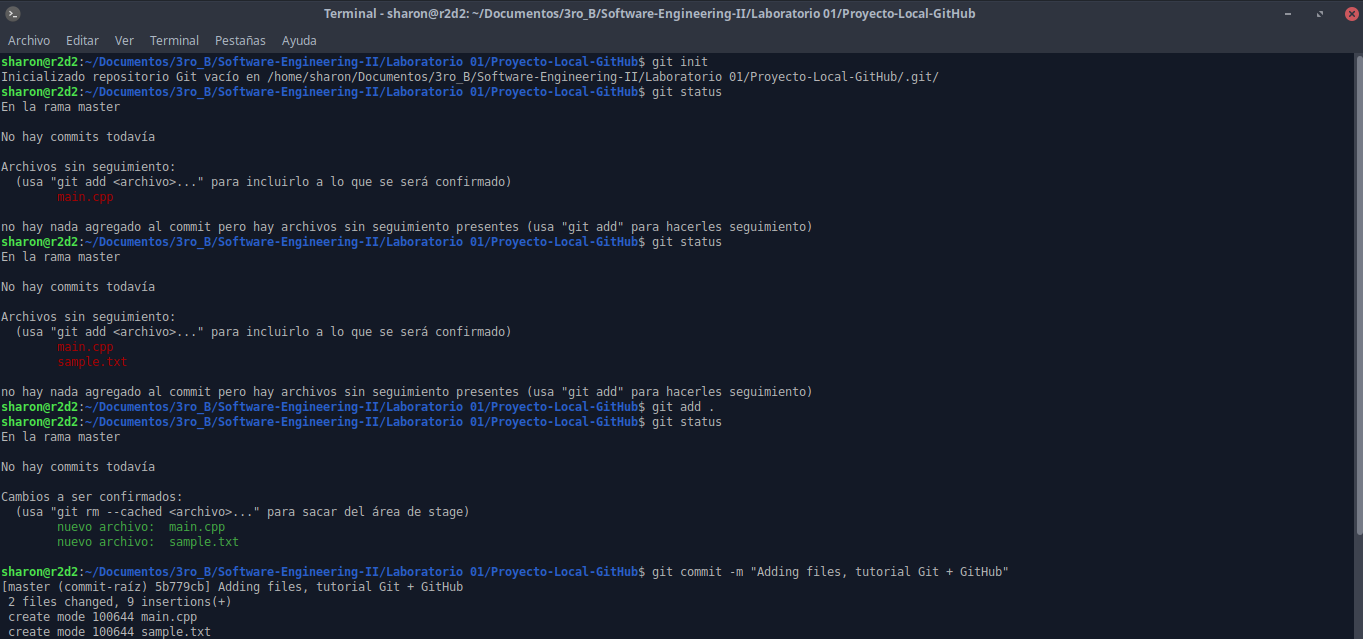 Terminal - sharon@r2d2: ~/Documentos/3ro_B/Software-Engineering-II/Laboratorio 01/Proyecto-Local-GitHub
Archivo Editar Ver Terminal Pestañas Ayuda
sharon@r2d2:~/Documentos/3ro_B/Software-Engineering-II/Laboratorio 01/Proyecto-Local-GitHub$ git init
Inicializado repositorio Git vacío en /home/sharon/Documentos/3ro_B/Software-Engineering-II/Laboratorio 01/Proyecto-Local-GitHub/.git/
sharon@r2d2:~/Documentos/3ro_B/Software-Engineering-II/Laboratorio 01/Proyecto-Local-GitHub$ git status
En la rama master
No hay commits todavía
Archivos sin seguimiento:
(usa "git add <archivo>..." para incluirlo a lo que se será confirmado)
main.cpp
no hay nada agregado al commit pero hay archivos sin seguimiento presentes (usa "git add" para hacerles seguimiento)
sharon@r2d2:~/Documentos/3ro_B/Software-Engineering-II/Laboratorio 01/Proyecto-Local-GitHub$ git status
En la rama master
No hay commits todavía
Archivos sin seguimiento:
(usa "git add <archivo>..." para incluirlo a lo que se será confirmado)
main.cpp
sample.txt
no hay nada agregado al commit pero hay archivos sin seguimiento presentes (usa "git add" para hacerles seguimiento)
sharon@r2d2:~/Documentos/3ro_B/Software-Engineering-II/Laboratorio 01/Proyecto-Local-GitHub$ git add .
sharon@r2d2:~/Documentos/3ro_B/Software-Engineering-II/Laboratorio 01/Proyecto-Local-GitHub$ git status
En la rama master
No hay commits todavía
Cambios a ser confirmados:
(usa "git rm --cached <archivo>..." para sacar del área de stage)
nuevo archivo: main.cpp
nuevo archivo: sample.txt
sharon@r2d2:~/Documentos/3ro_B/Software-Engineering-II/Laboratorio 01/Proyecto-Local-GitHub$ git commit -m "Adding files, tutorial Git + GitHub"
[master (commit-raíz) 5b779cb] Adding files, tutorial Git + GitHub
2 files changed, 9 insertions(+)
create mode 100644 main.cpp
create mode 100644 sample.txt